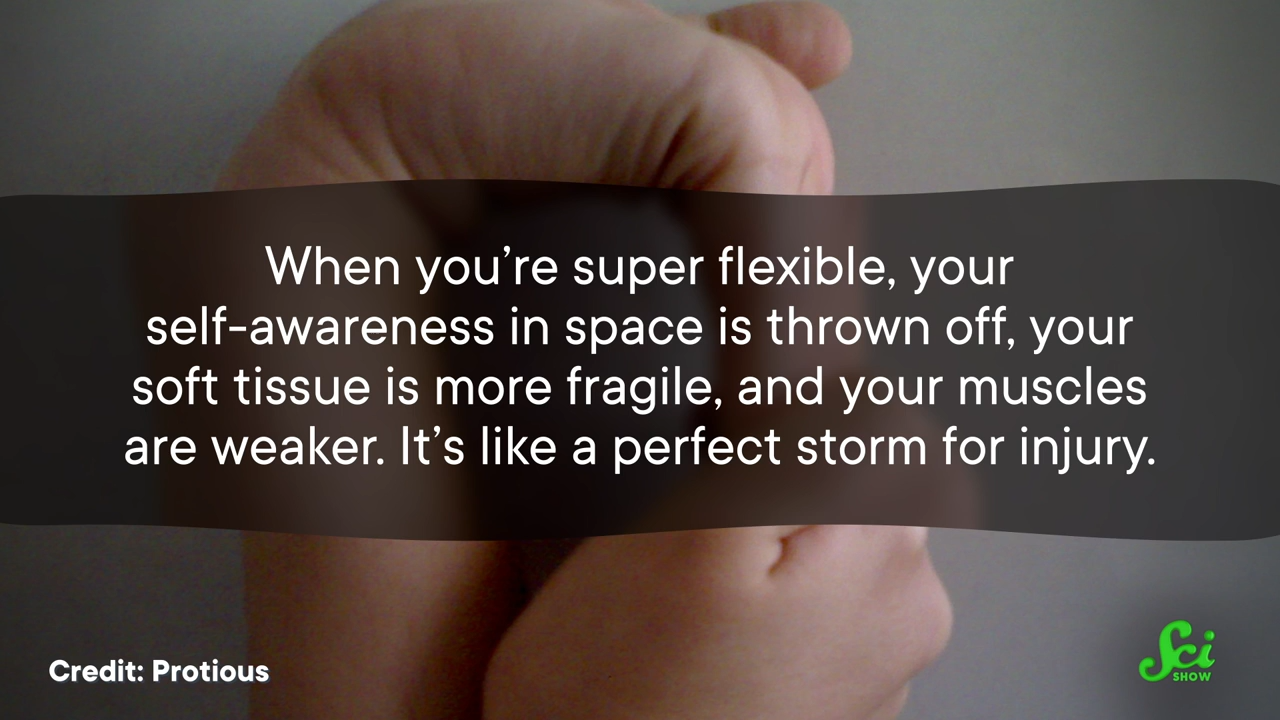 When you’re super flexible, your
self-awareness in space is thrown off, your
soft tissue is more fragile, and your muscles
are weaker. It’s like a perfect storm for injury.
Credit: Protious
Sci
SHOW